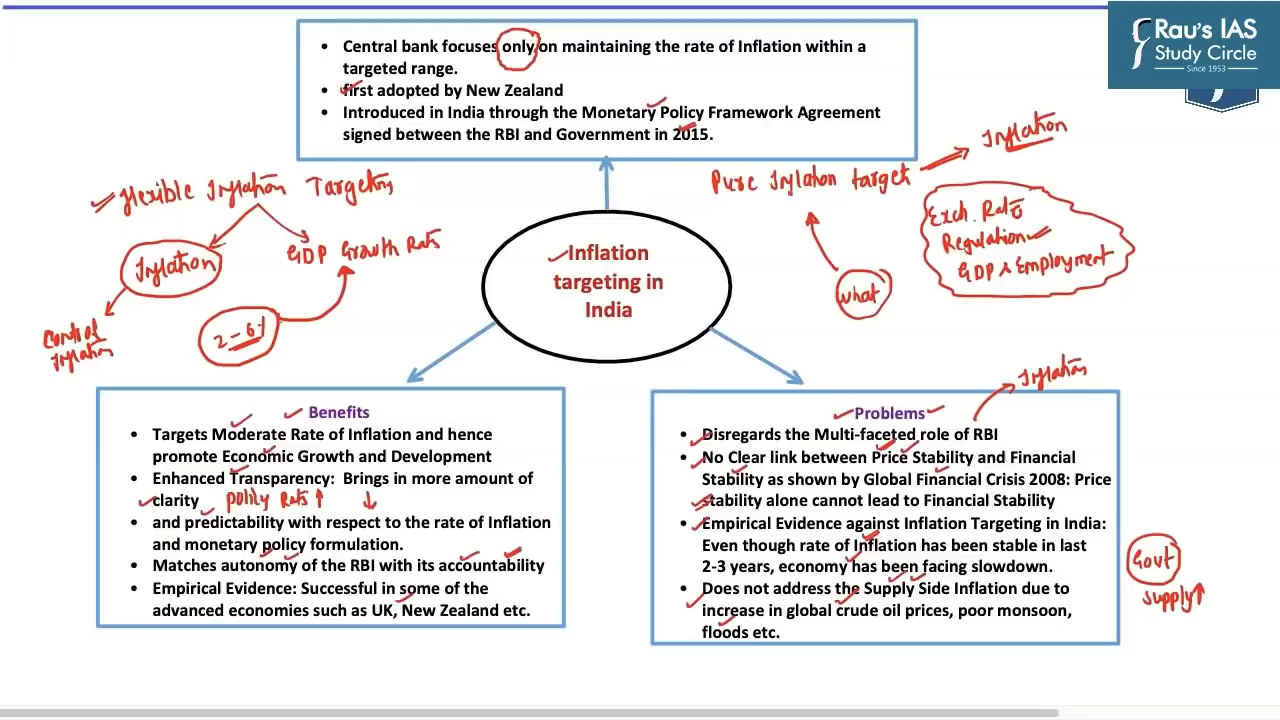 Rau's IAS
Study Circle
Since 1953
• Central bank focuses only on maintaining the rate of Inflation within a
targeted range.
• first adopted by New Zealand
• Introduced in India through the Monetary Policy Framework Agreement
signed between the RBI and Government in 2015.
Inflation
Pure Inflation target
Flexible Inflation Targeting
Exch. Rate
Regulation
GDP & Employment
Inflation
GDP Growth Rate
Inflation
targeting in
India
what
2-6%
Control
Inflation
Inflation
Benefits
• Targets Moderate Rate of Inflation and hence
promote Economic Growth and Development
• Enhanced Transparency: Brings in more amount of
clarity
policy Rate ↑ ↓
• and predictability with respect to the rate of Inflation
and monetary policy formulation.
• Matches autonomy of the RBI with its accountability
• Empirical Evidence: Successful in some of the
advanced economies such as UK, New Zealand etc.
Problems
• Disregards the Multi-faceted role of RBI
• No Clear link between Price Stability and Financial
Stability as shown by Global Financial Crisis 2008: Price
stability alone cannot lead to Financial Stability
• Empirical Evidence against Inflation Targeting in India:
Even though rate of Inflation has been stable in last
2-3 years, economy has been facing slowdown.
• Does not address the Supply Side Inflation due to
increase in global crude oil prices, poor monsoon,
floods etc.
Govt
Supply ↑